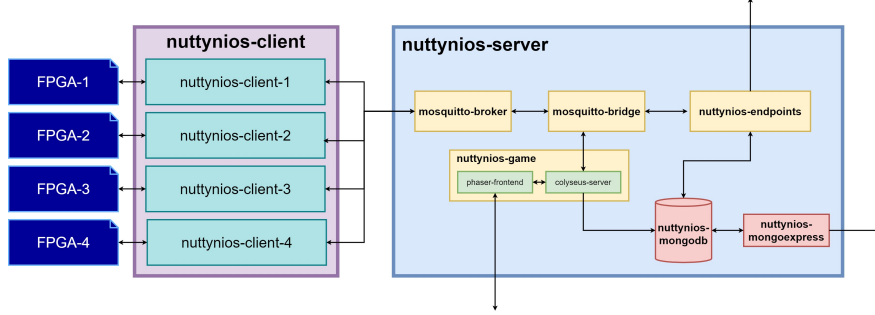 nuttynios-client
nuttynios-server
FPGA-1
nuttynios-client-1
FPGA-2
nuttynios-client-2
FPGA-3
nuttynios-client-3
FPGA-4
nuttynios-client-4
mosquitto-broker
mosquitto-bridge
nuttynios-endpoints
nuttynios-game
phaser-frontend
colyseus-server
nuttynios-
mongodb
nuttynios-
mongoexpress